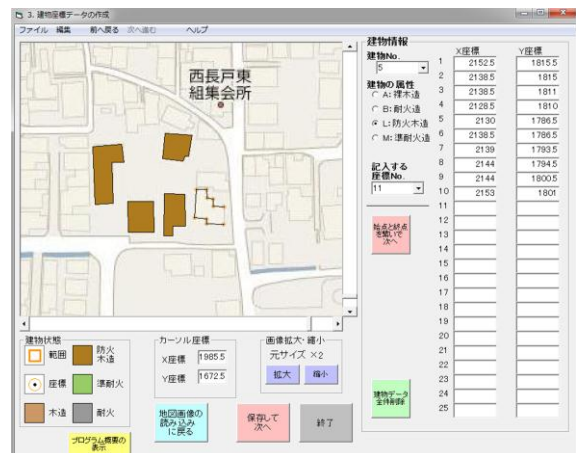 3. 建物座標データの作成
ファイル 編集 前へ戻る 次へ進む ヘルプ
西長戸東
組集会所
建物情報
建物No.
5
建物の属性
A: 裸木造
B: 耐火造
L: 防火木造
M: 準耐火造
記入する
座標No.
11
始点と終点
を繋いで
次へ
建物データ
全体削除
X座標 Y座標
1 2152.5 1815.5
2 2138.5 1815
3 2138.5 1811
4 2128.5 1810
5 2130 1786.5
6 2138.5 1786.5
7 2139 1793.5
8 2144 1794.5
9 2144 1800.5
10 2153 1801
11
12
13
14
15
16
17
18
19
20
21
22
23
24
25
建物状態
範囲 防火
木造
座標 準耐火
木造 耐火
カーソル座標
X座標 1985.5
Y座標 1672.5
画像拡大・縮小
元サイズ ×2
拡大 縮小
プログラム概要の
表示
地図画像の
読み込み
に戻る
保存して
次へ
終了